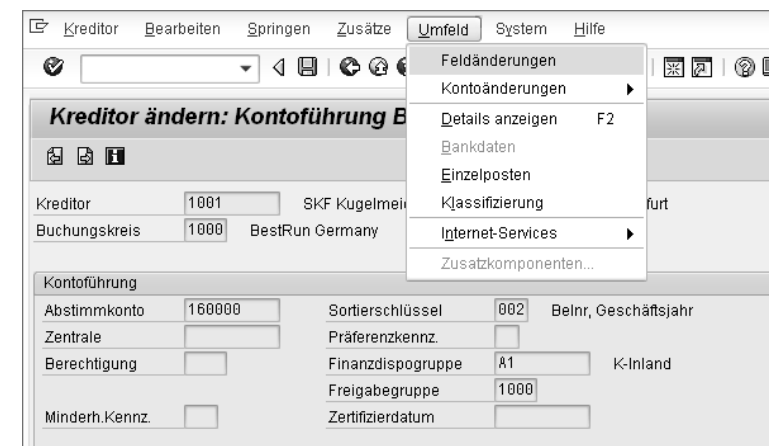 Kreditor Bearbeiten Springen Zusätze Umfeld System Hilfe
Feldänderungen
Kontoänderungen
Kreditor ändern: Kontoführung B
Details anzeigen F2
Bankdaten
Einzelposten
Kreditor 1001 SKF Kugelmei Klassifizierung furt
Buchungskreis 1000 BestRun Germany Internet-Services
Zusatzkomponenten...
Kontoführung
Abstimmkonto 160000 Sortierschlüssel 002 Belnr, Geschäftsjahr
Zentrale Präferenzkennz.
Berechtigung Finanzdispogruppe A1 K-Inland
Freigabegruppe 1000
Minderh.Kennz. Zertifizierdatum